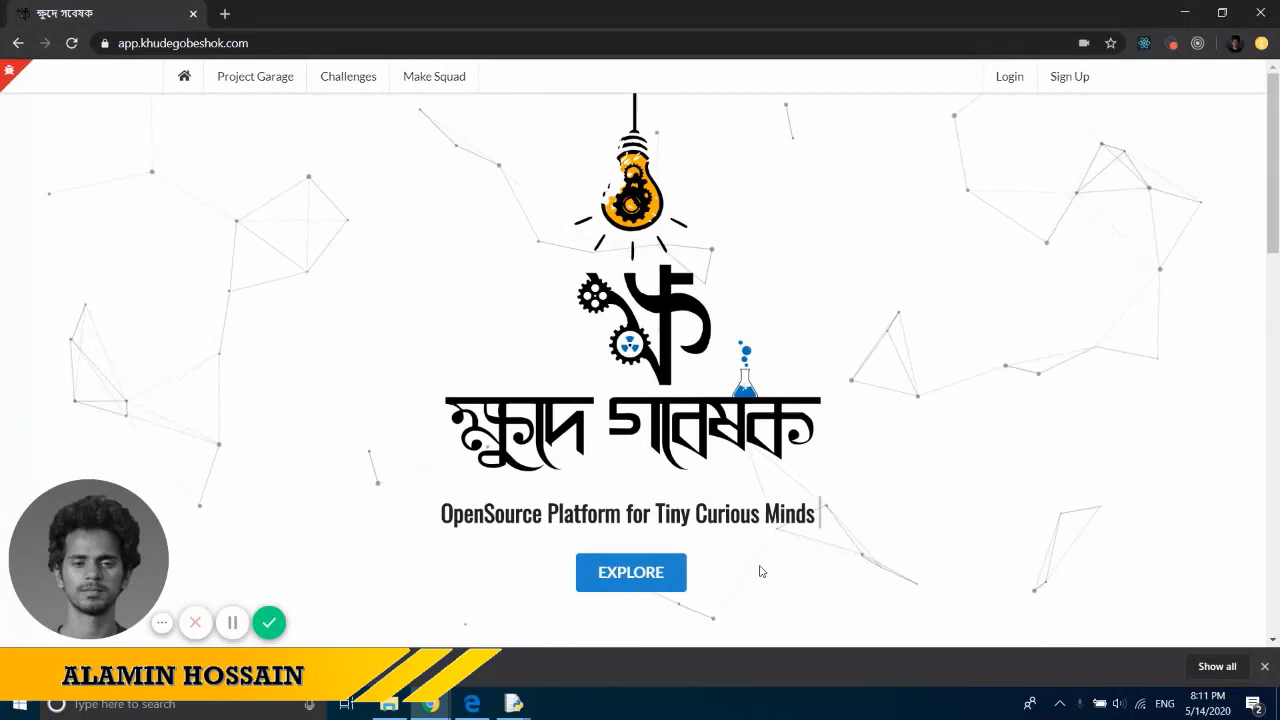 ক্ষুদে গবেষক
app.khudegobeshok.com
Project Garage
Challenges
Make Squad
Login
Sign Up
ক্ষ
ক্ষুদে গবেষক
OpenSource Platform for Tiny Curious Minds
EXPLORE
ALAMIN HOSSAIN
Show all
Type here to search
ENG
8:11 PM
5/14/2020
2